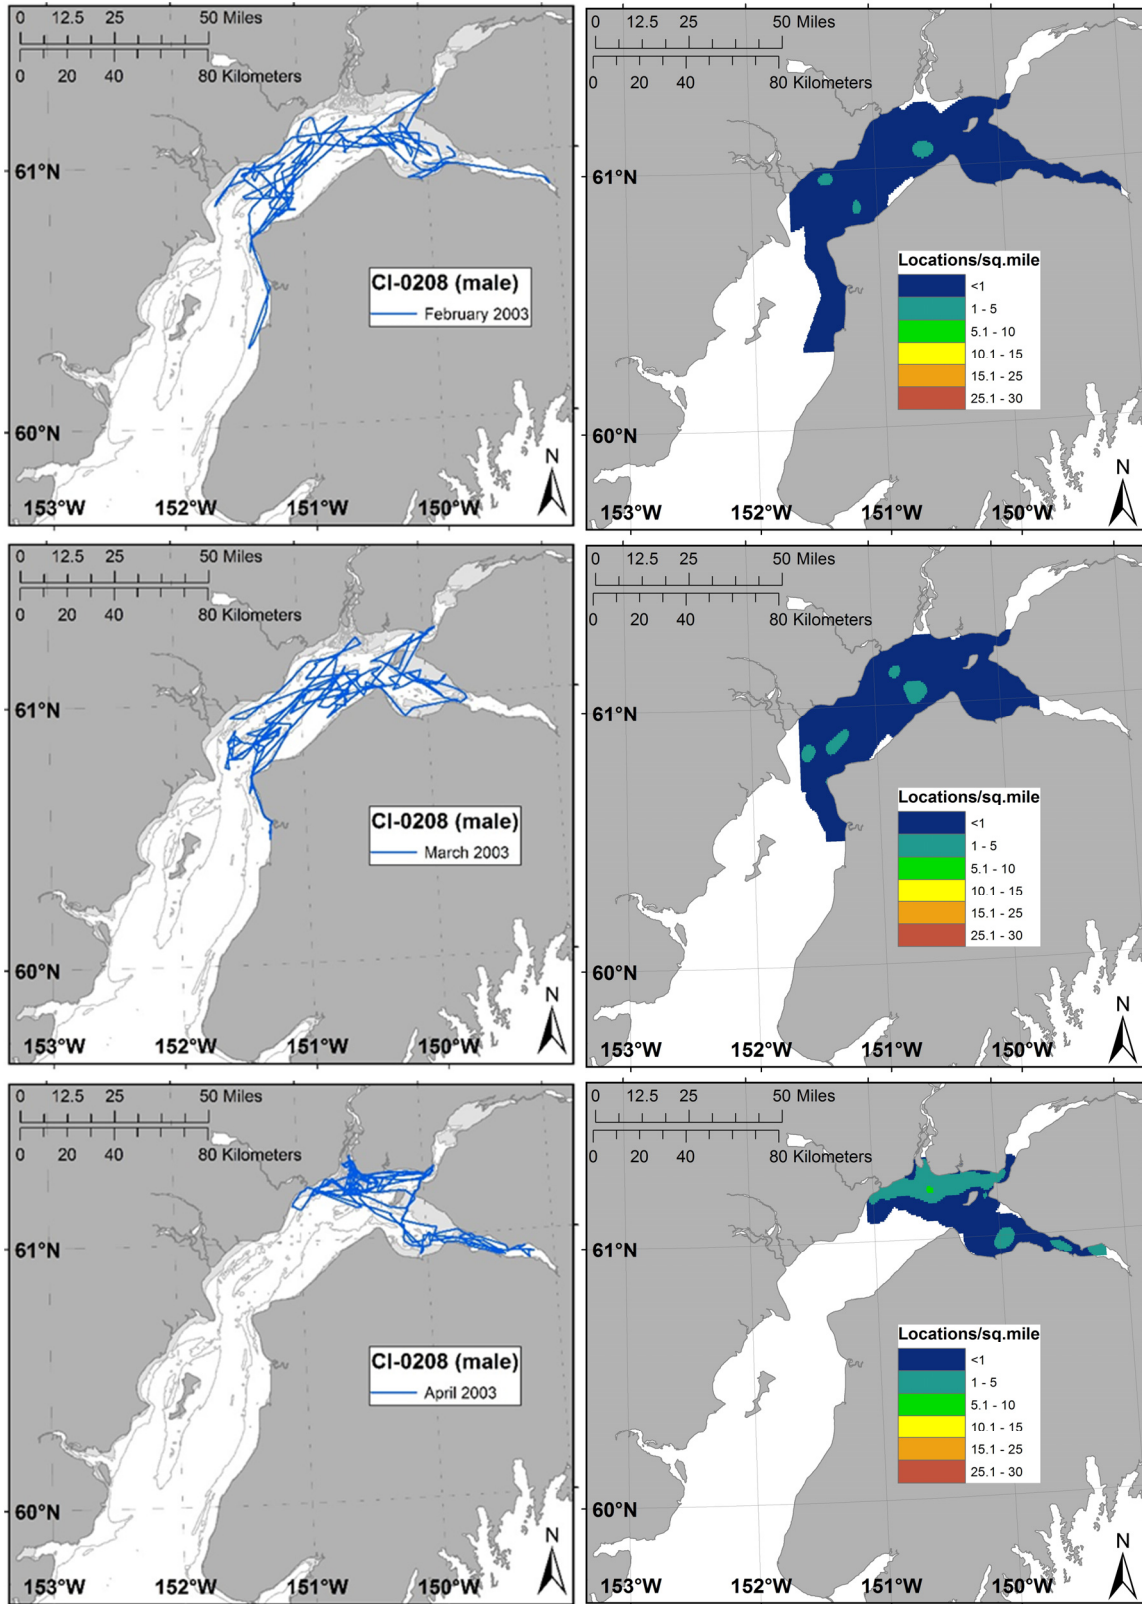 0 12.5 25 50 Miles
0 20 40 80 Kilometers
61°N
CI-0208 (male)
February 2003
60°N
N
153°W 152°W 151°W 150°W
0 12.5 25 50 Miles
0 20 40 80 Kilometers
61°N
Locations/sq.mile
<1
1 - 5
5.1 - 10
10.1 - 15
15.1 - 25
25.1 - 30
60°N
N
153°W 152°W 151°W 150°W
0 12.5 25 50 Miles
0 20 40 80 Kilometers
61°N
CI-0208 (male)
March 2003
60°N
N
153°W 152°W 151°W 150°W
0 12.5 25 50 Miles
0 20 40 80 Kilometers
61°N
Locations/sq.mile
<1
1 - 5
5.1 - 10
10.1 - 15
15.1 - 25
25.1 - 30
60°N
N
153°W 152°W 151°W 150°W
0 12.5 25 50 Miles
0 20 40 80 Kilometers
61°N
CI-0208 (male)
April 2003
60°N
N
153°W 152°W 151°W 150°W
0 12.5 25 50 Miles
0 20 40 80 Kilometers
61°N
Locations/sq.mile
<1
1 - 5
5.1 - 10
10.1 - 15
15.1 - 25
25.1 - 30
60°N
N
153°W 152°W 151°W 150°W